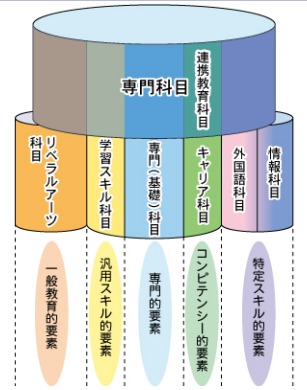 専門科目
連携教育科目
リベラルアーツ
科目
学習スキル科目
専門(基礎)科目
キャリア科目
外国語科目
情報科目
一般教育的要素
汎用スキル的要素
専門的要素
コンピテンシー的要素
特定スキル的要素